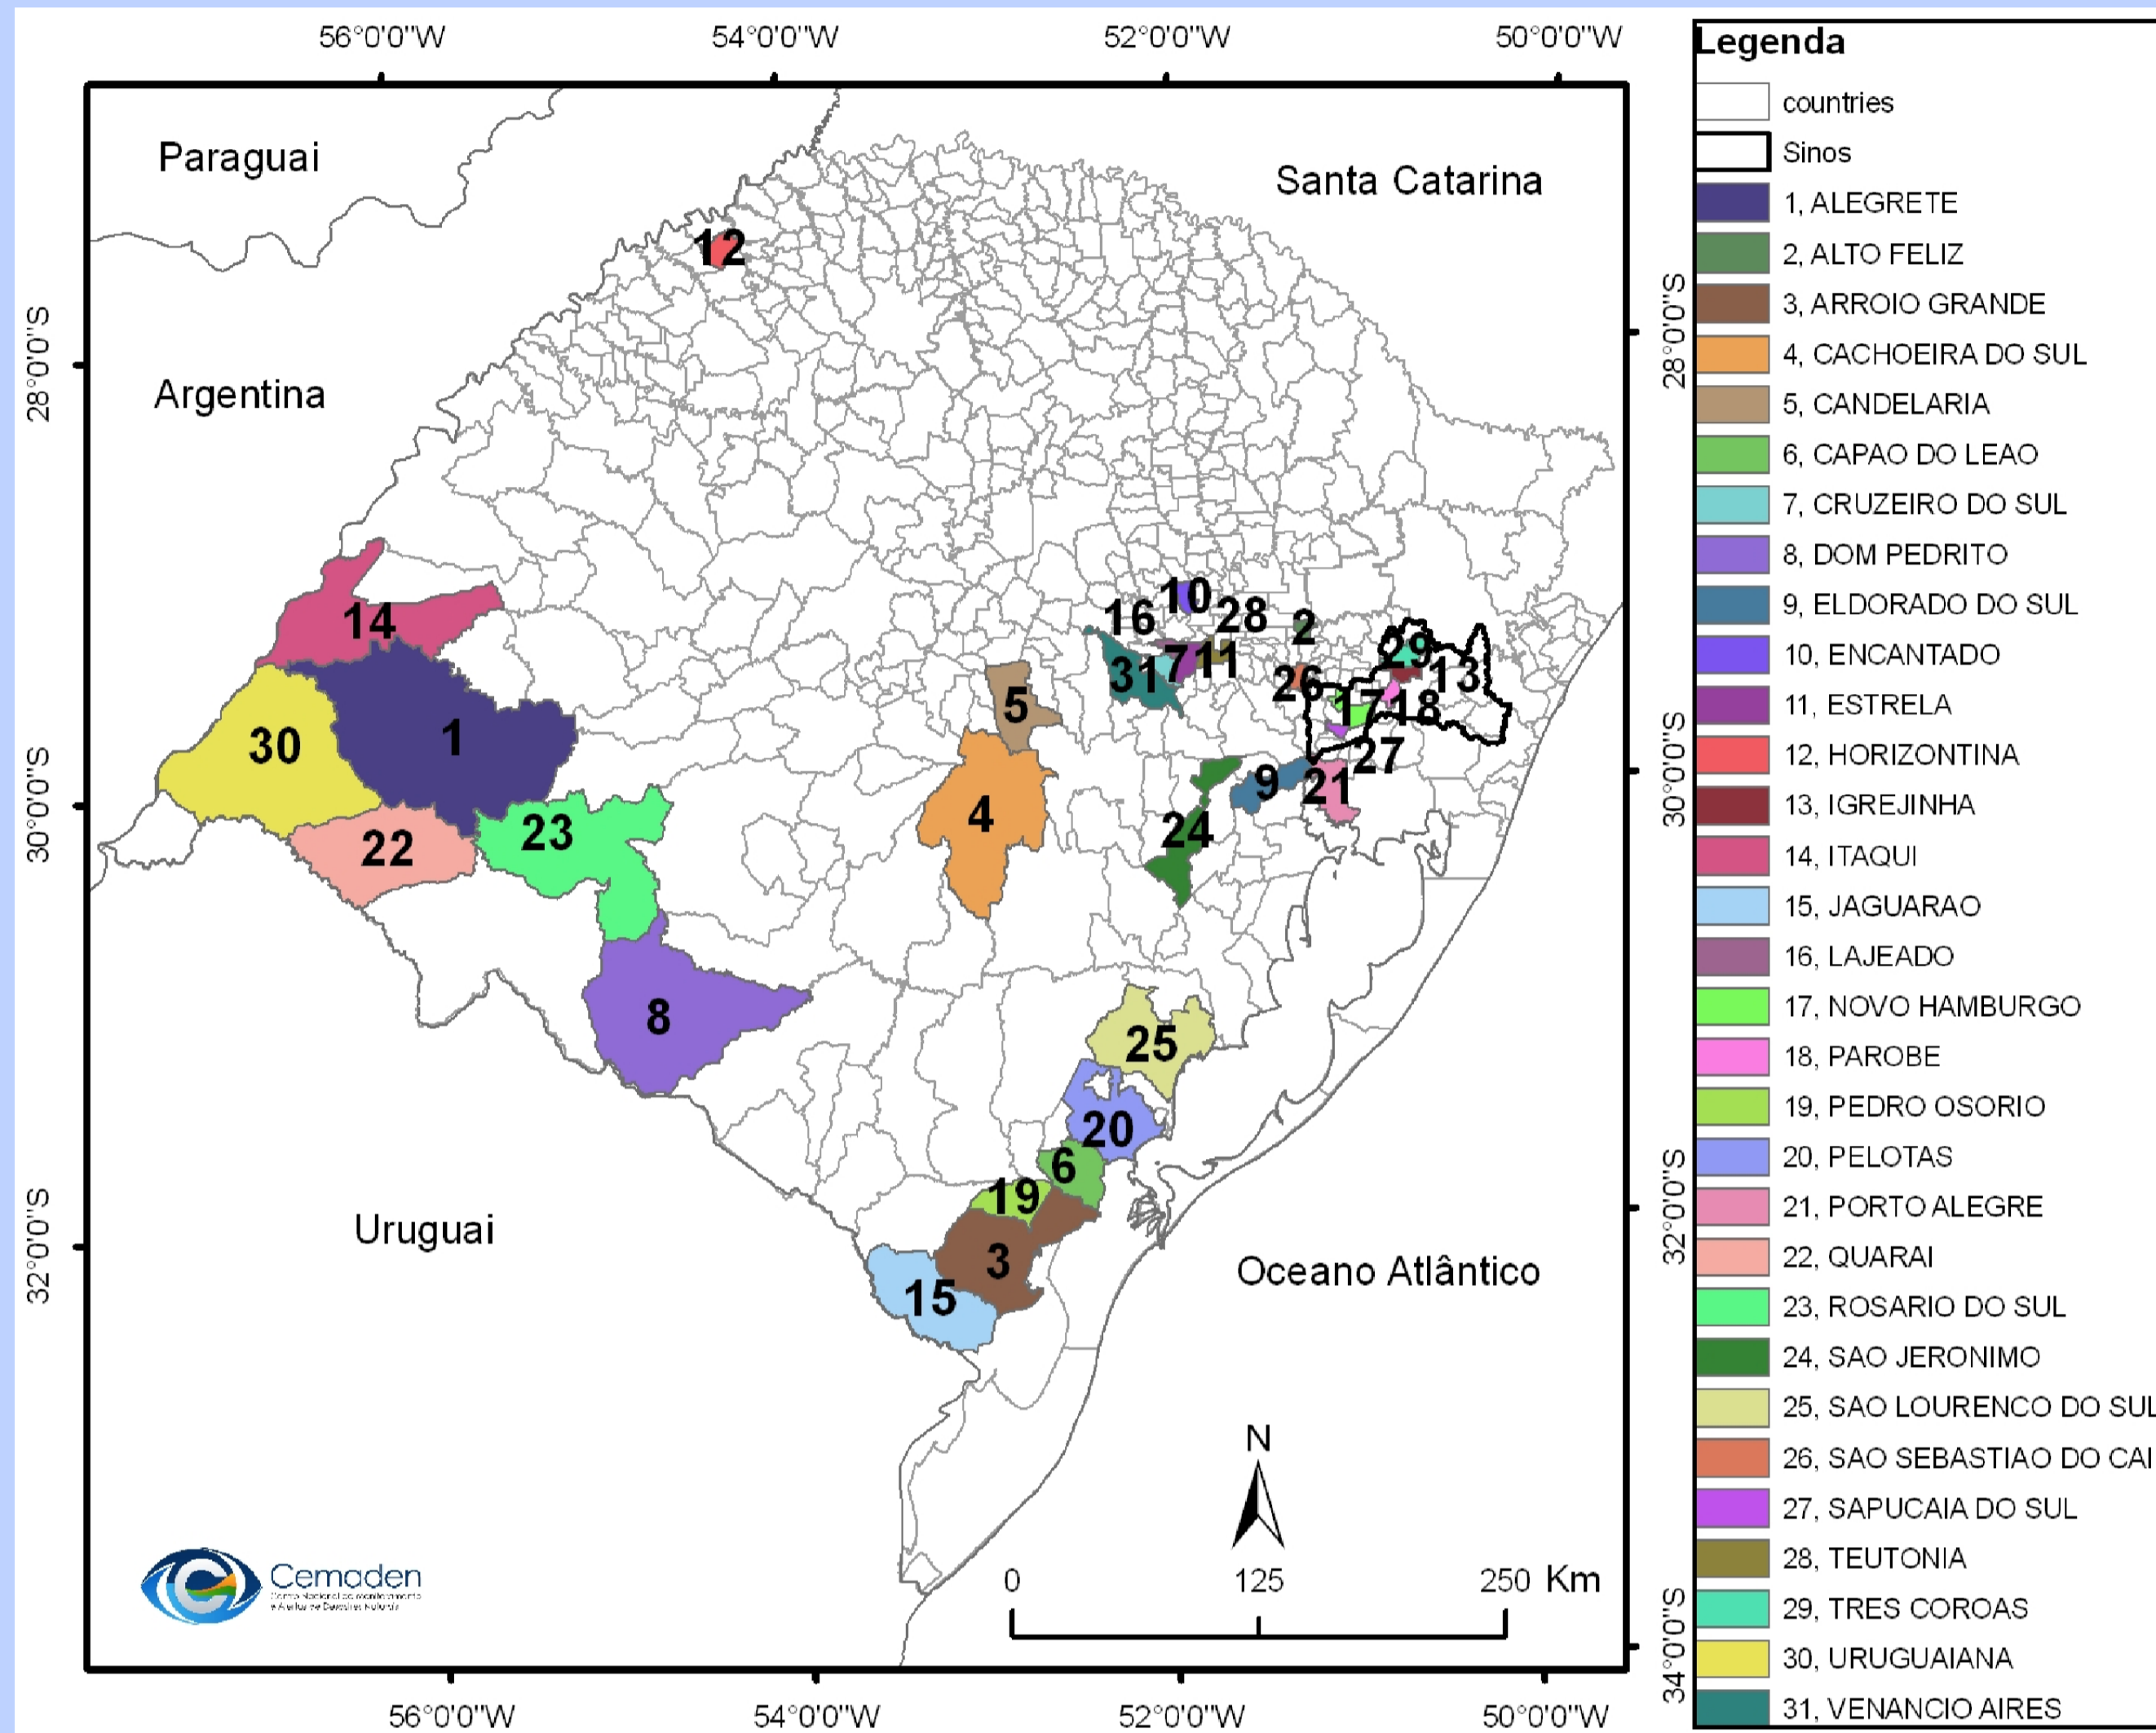 56°0'0"W
54°0'0"W
52°0'0"W
50°0'0"W
Paraguai
Santa Catarina
12
28°0'0"S
28°0'0"S
Argentina
10
16
28
2
14
29
31
7
11
13
26
5
17
18
30
1
27
9
21
30°0'0"S
30°0'0"S
4
23
24
22
8
25
20
6
19
32°0'0"S
32°0'0"S
Uruguai
3
15
Oceano Atlântico
N
0
125
250 Km
Cemaden
34°0'0"S
56°0'0"W
54°0'0"W
52°0'0"W
50°0'0"W
Legenda
countries
Sinos
1, ALEGRETE
2, ALTO FELIZ
3, ARROIO GRANDE
4, CACHOEIRA DO SUL
5, CANDELARIA
6, CAPAO DO LEAO
7, CRUZEIRO DO SUL
8, DOM PEDRITO
9, ELDORADO DO SUL
10, ENCANTADO
11, ESTRELA
12, HORIZONTINA
13, IGREJINHA
14, ITAQUI
15, JAGUARAO
16, LAJEADO
17, NOVO HAMBURGO
18, PAROBE
19, PEDRO OSORIO
20, PELOTAS
21, PORTO ALEGRE
22, QUARAI
23, ROSARIO DO SUL
24, SAO JERONIMO
25, SAO LOURENCO DO SUL
26, SAO SEBASTIAO DO CAI
27, SAPUCAIA DO SUL
28, TEUTONIA
29, TRES COROAS
30, URUGUAIANA
31, VENANCIO AIRES